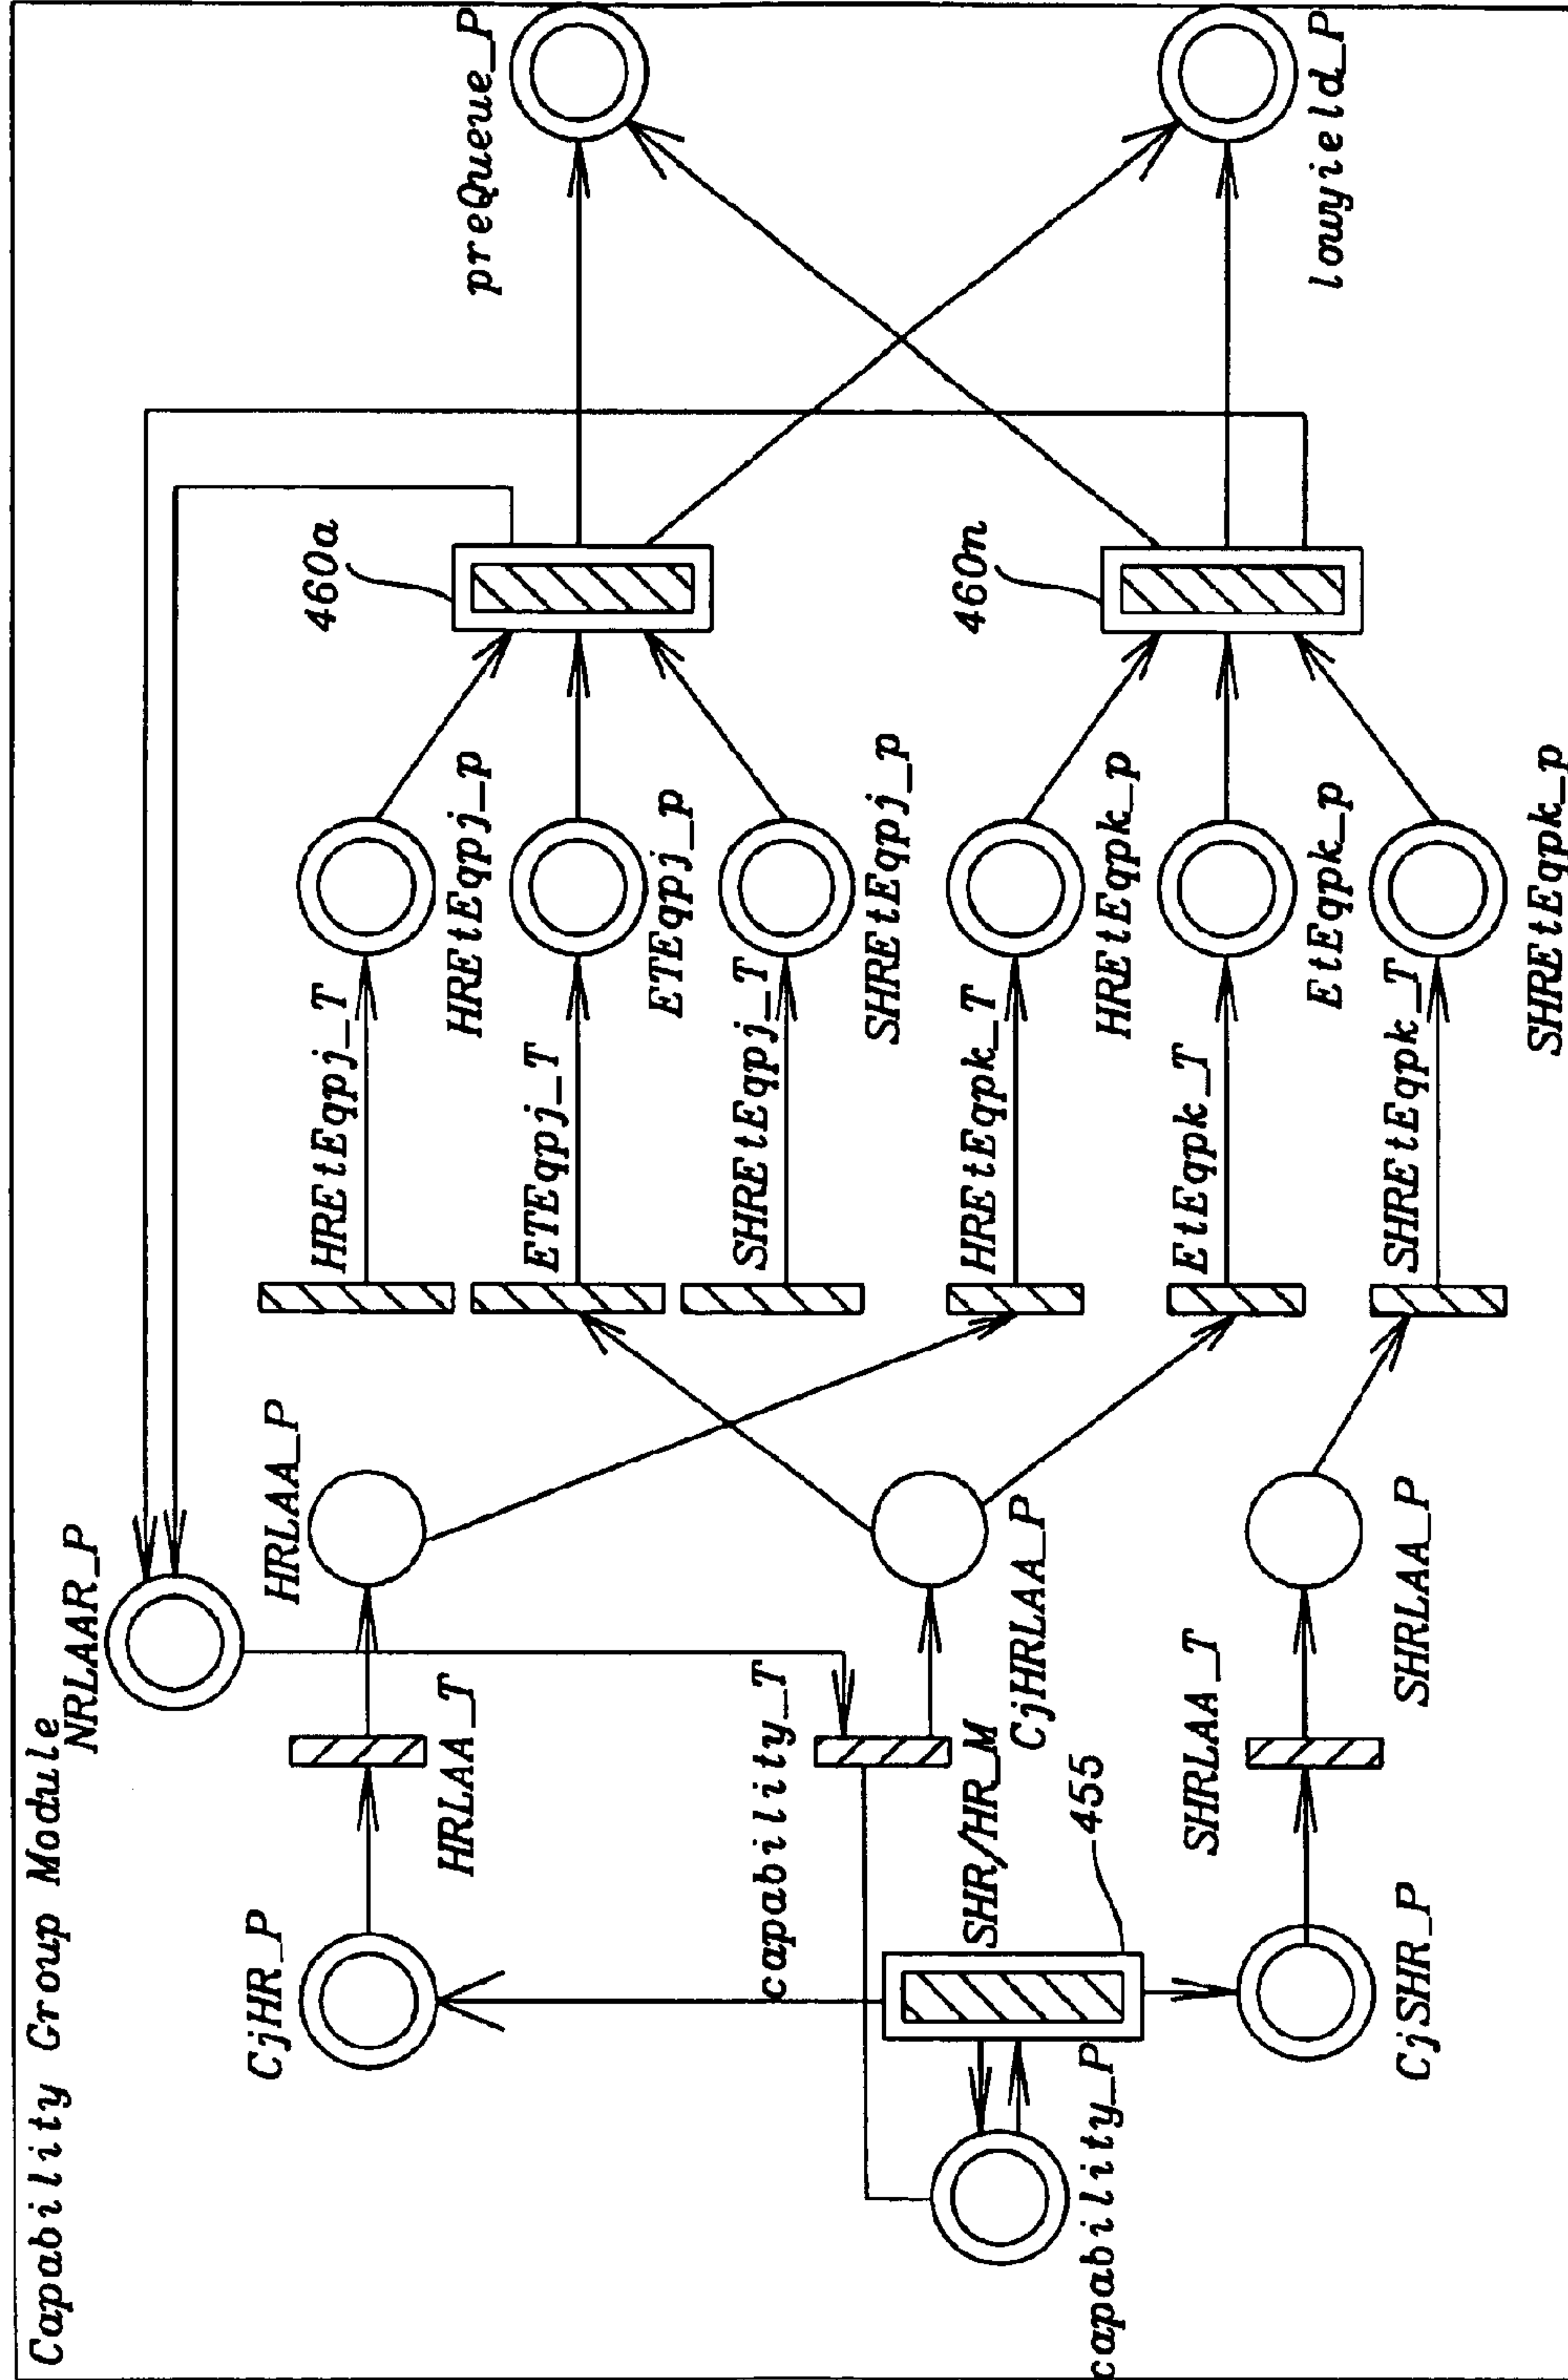 Capability Group Module
NRLAAR_P
CjHR_P
HRLAA_T
HRLAA_P
HREtEqpj_T
HREtEqpj_p
460a
preQueue_P
ETEqpj_T
ETEqpj_p
SHREtEqpj_T
SHREtEqpj_p
capability_T
SHR/HR_M
CjHRLAA_P
455
capability_P
HREtEqpk_T
HREtEqpk_p
460n
lowyield_P
EtEqpk_T
EtEqpk_p
SHRLAA_T
SHRLAA_P
CjSHR_P
SHREtEqpk_T
SHREtEqpk_p